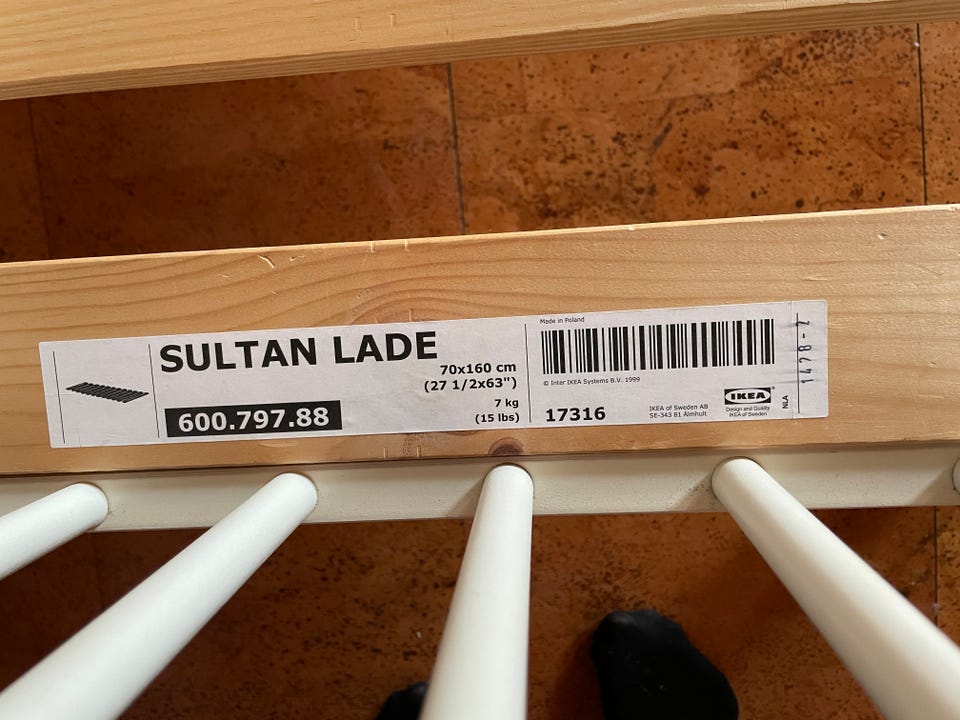 SULTAN LADE
70x160 cm
(27 1/2x63")
7 kg
(15 lbs)
600.797.88
Made in Poland
© Inter IKEA Systems B.V. 1999
17316
IKEA of Sweden AB
SE-343 81 Älmhult
IKEA®
Design and Quality
IKEA of Sweden
NLA